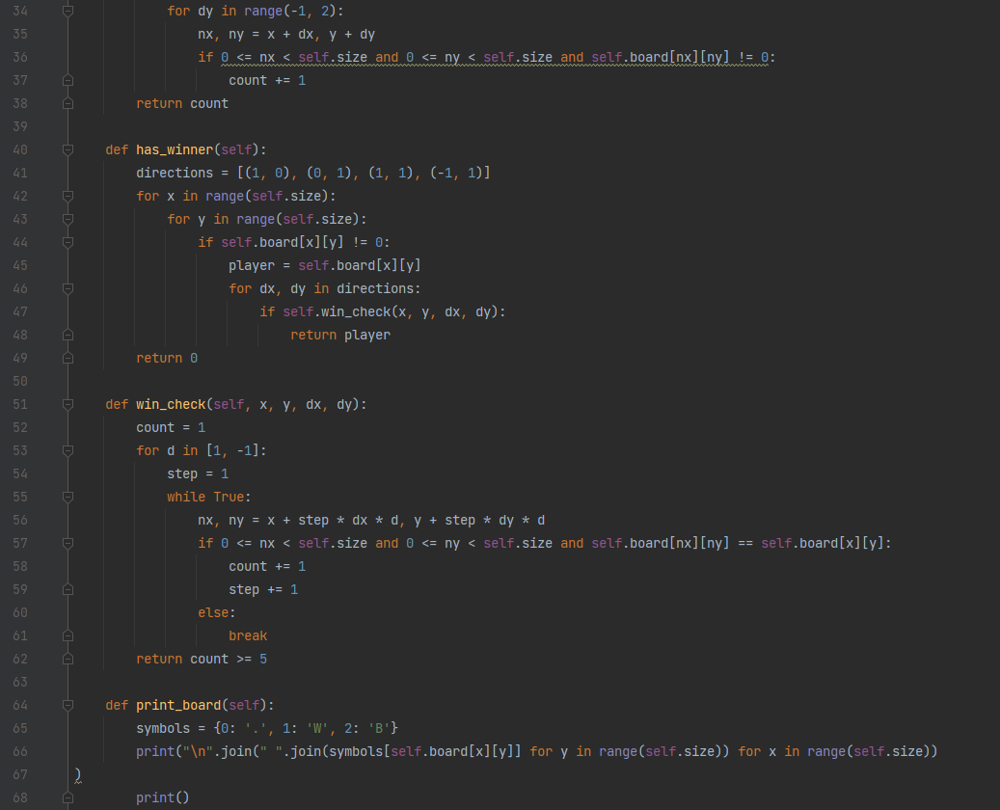 34 for dy in range(-1, 2):
35 nx, ny = x + dx, y + dy
36 if 0 <= nx < self.size and 0 <= ny < self.size and self.board[nx][ny] != 0:
37 count += 1
38 return count
39
40 def has_winner(self):
41 directions = [(1, 0), (0, 1), (1, 1), (-1, 1)]
42 for x in range(self.size):
43 for y in range(self.size):
44 if self.board[x][y] != 0:
45 player = self.board[x][y]
46 for dx, dy in directions:
47 if self.win_check(x, y, dx, dy):
48 return player
49 return 0
50
51 def win_check(self, x, y, dx, dy):
52 count = 1
53 for d in [1, -1]:
54 step = 1
55 while True:
56 nx, ny = x + step * dx * d, y + step * dy * d
57 if 0 <= nx < self.size and 0 <= ny < self.size and self.board[nx][ny] == self.board[x][y]:
58 count += 1
59 step += 1
60 else:
61 break
62 return count >= 5
63
64 def print_board(self):
65 symbols = {0: '.', 1: 'W', 2: 'B'}
66 print("\n".join(" ".join(symbols[self.board[x][y]] for y in range(self.size)) for x in range(self.size))
67 )
68 print()